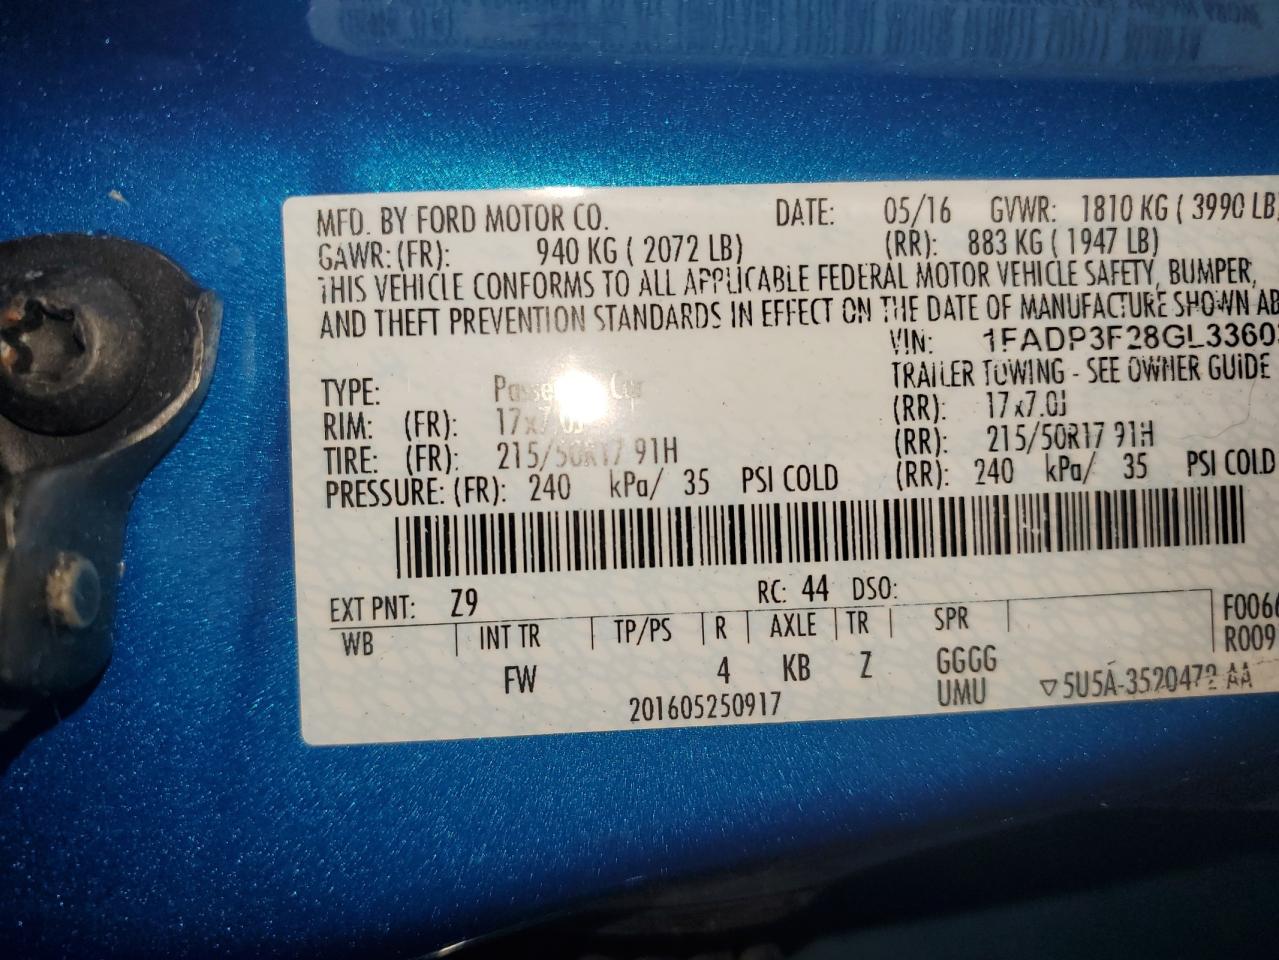 MFD. BY FORD MOTOR CO. DATE: 05/16 GVWR: 1810 KG ( 3990 LB)
GAWR: (FR): 940 KG ( 2072 LB) (RR): 883 KG ( 1947 LB)
THIS VEHICLE CONFORMS TO ALL APPLICABLE FEDERAL MOTOR VEHICLE SAFETY, BUMPER,
AND THEFT PREVENTION STANDARDS IN EFFECT ON THE DATE OF MANUFACTURE SHOWN AB
VIN: 1FADP3F28GL3360
TRAILER TOWING - SEE OWNER GUIDE
TYPE: Passenger Car
RIM: (FR): 17x7.0J (RR): 17x7.0J
TIRE: (FR): 215/50R17 91H (RR): 215/50R17 91H
PRESSURE: (FR): 240 kPa/ 35 PSI COLD (RR): 240 kPa/ 35 PSI COLD
EXT PNT: Z9 RC: 44 DSO:
WB INT TR TP/PS R AXLE TR SPR F006
FW 4 KB Z GGGG R009
UMU
201605250917 ▽5U5A-3520472-AA